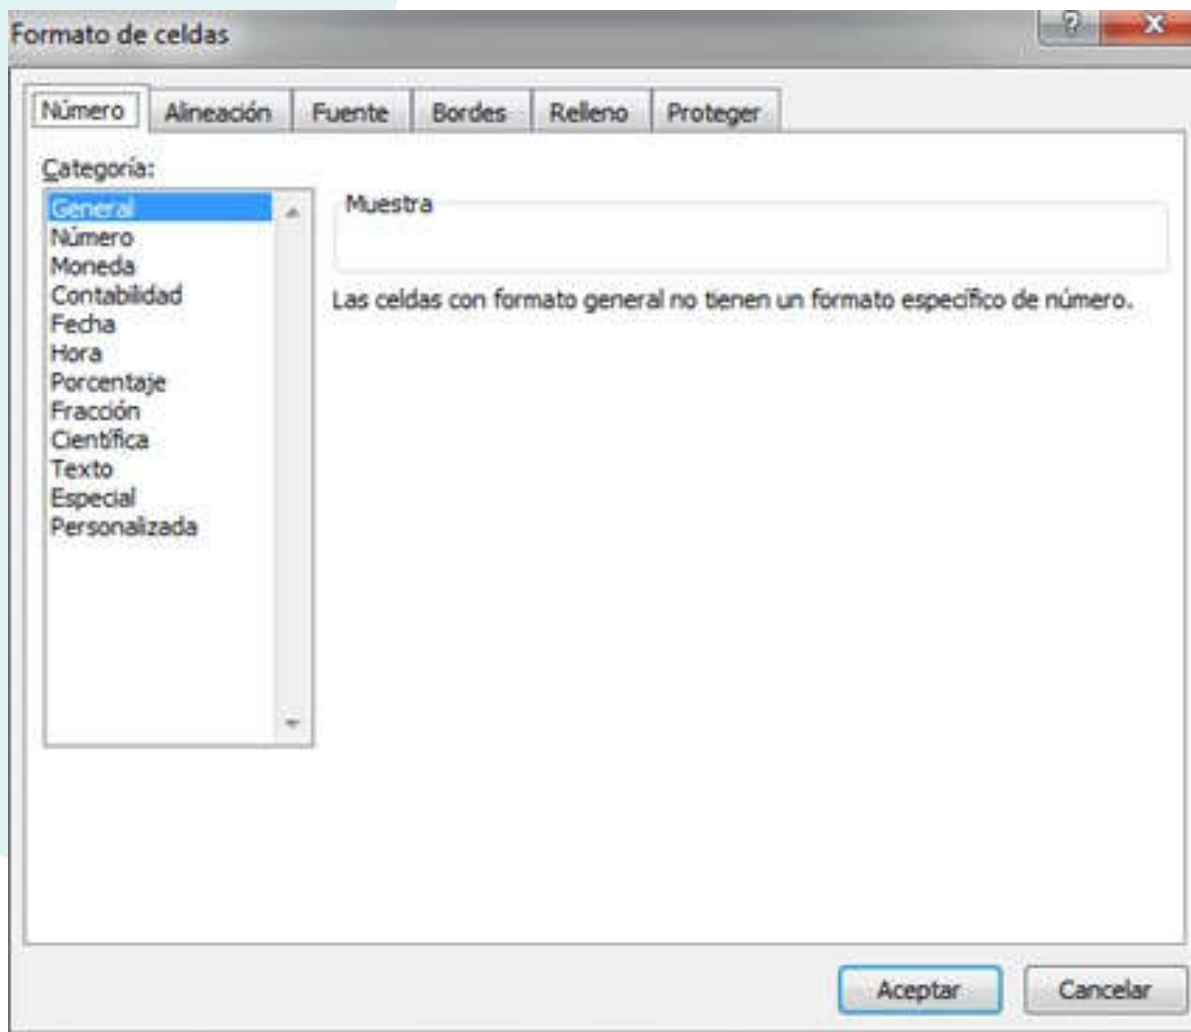 Formato de celdas
?
X
Número Alineación Fuente Bordes Relleno Proteger
Categoría:
General
Número
Moneda
Contabilidad
Fecha
Hora
Porcentaje
Fracción
Científica
Texto
Especial
Personalizada
Muestra
Las celdas con formato general no tienen un formato específico de número.
Aceptar Cancelar